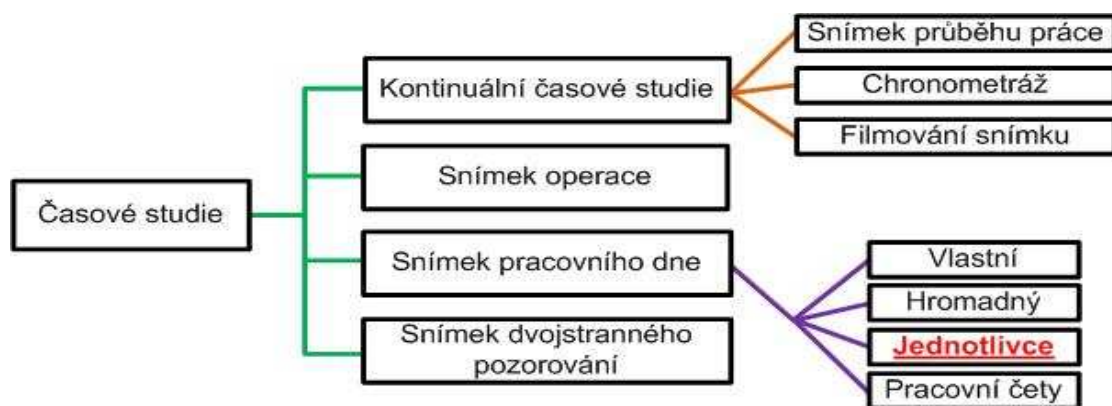 Časové studie
Kontinuální časové studie
Snímek operace
Snímek pracovního dne
Snímek dvojstranného
pozorování
Snímek průběhu práce
Chronometráž
Filmování snímku
Vlastní
Hromadný
Jednotlivce
Pracovní čety